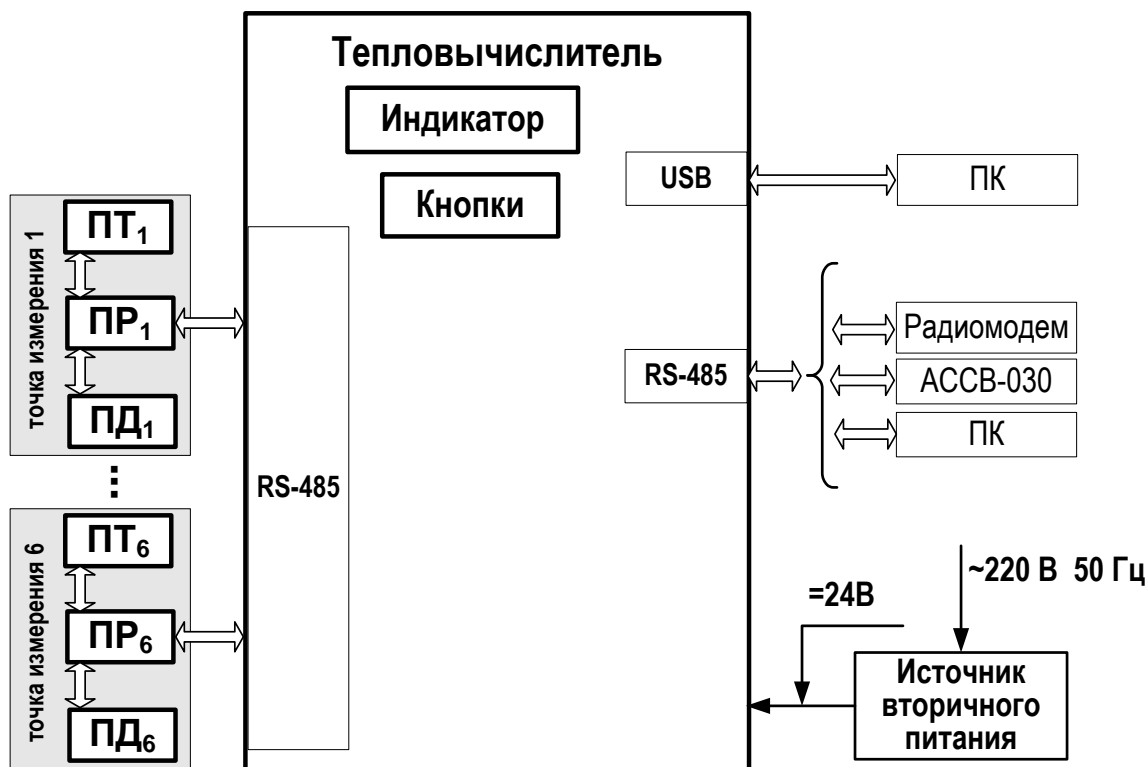 Тепловычислитель
Индикатор
Кнопки
точка измерения 1
ПТ₁
ПР₁
ПД₁
...
точка измерения 6
ПТ₆
ПР₆
ПД₆
RS-485
USB
ПК
RS-485
Радиомодем
АССВ-030
ПК
~220 В 50 Гц
=24В
Источник
вторичного
питания